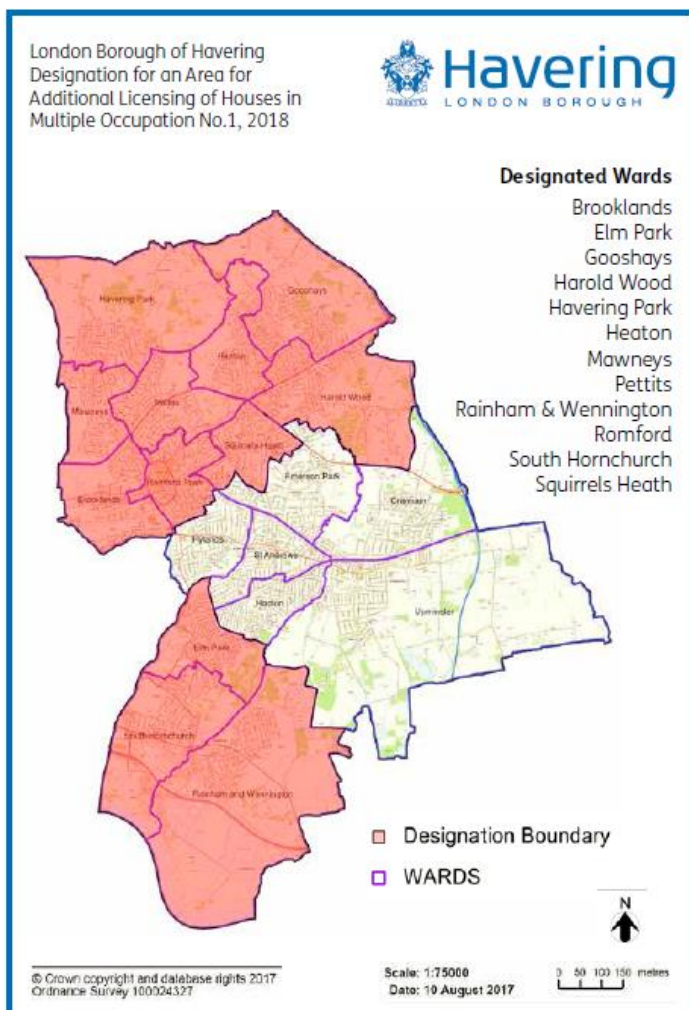 London Borough of Havering
Designation for an Area for
Additional Licensing of Houses in
Multiple Occupation No.1, 2018
Havering
LONDON BOROUGH
Designated Wards
Brooklands
Elm Park
Gooshays
Harold Wood
Havering Park
Heaton
Mawneys
Pettits
Rainham & Wennington
Romford
South Hornchurch
Squirrels Heath
Havering Park
Gooshays
Heaton
Mawneys
Pettits
Harold Wood
Squirrels Heath
Romford Town
Brooklands
Emerson Park
Cranham
Hylands
St Andrews
Hacton
Upminster
Elm Park
South Hornchurch
Rainham and Wennington
Designation Boundary
WARDS
N
© Crown copyright and database rights 2017
Ordnance Survey 100024327
Scale: 1:75000
Date: 10 August 2017
0 50 100 150 metres